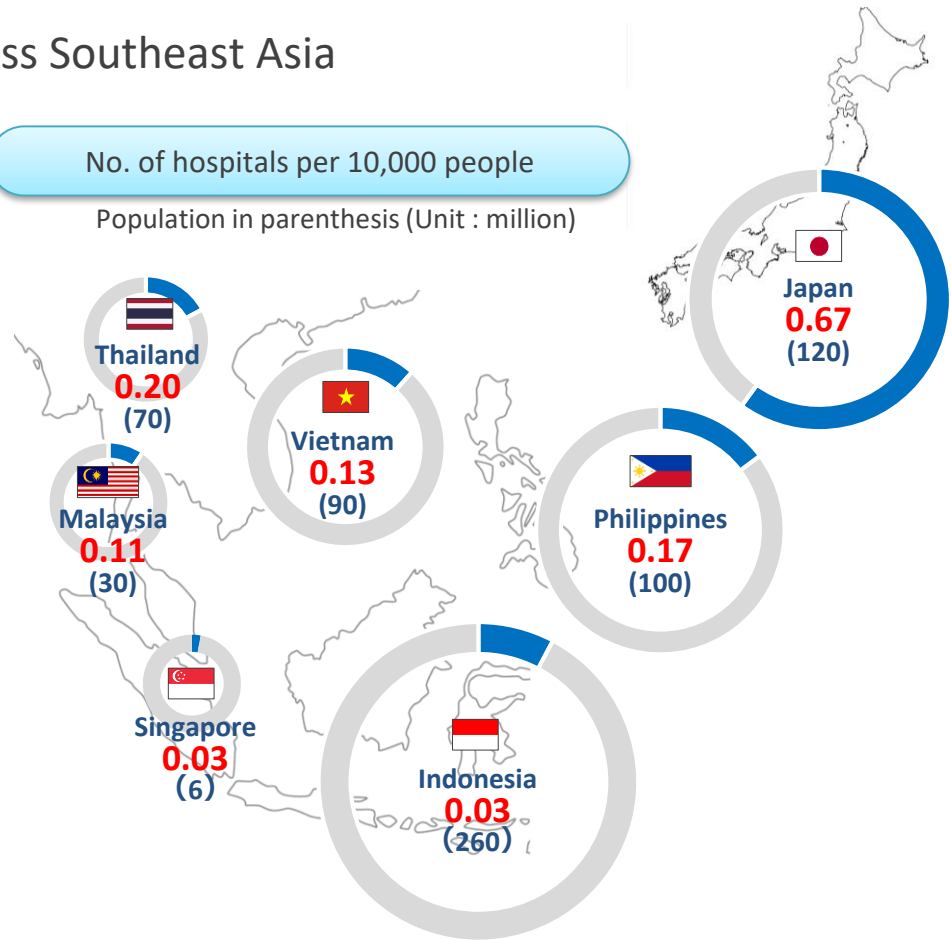 ss Southeast Asia
No. of hospitals per 10,000 people
Population in parenthesis (Unit : million)
Japan
0.67
(120)
Thailand
0.20
(70)
Vietnam
0.13
(90)
Malaysia
0.11
(30)
Philippines
0.17
(100)
Singapore
0.03
(6)
Indonesia
0.03
(260)